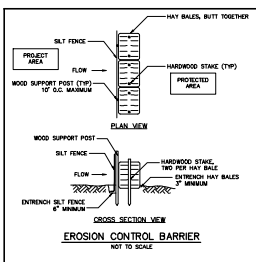 HAY BALES, BUTT TOGETHER
SILT FENCE
PROJECT
AREA
HARDWOOD STAKE (TYP)
FLOW
PROTECTED
AREA
WOOD SUPPORT POST (TYP)
10' O.C. MAXIMUM
PLAN VIEW
WOOD SUPPORT POST
SILT FENCE
HARDWOOD STAKE,
TWO PER HAY BALE
FLOW
ENTRENCH HAY BALES
3" MINIMUM
ENTRENCH SILT FENCE
6" MINIMUM
CROSS SECTION VIEW
EROSION CONTROL BARRIER
NOT TO SCALE